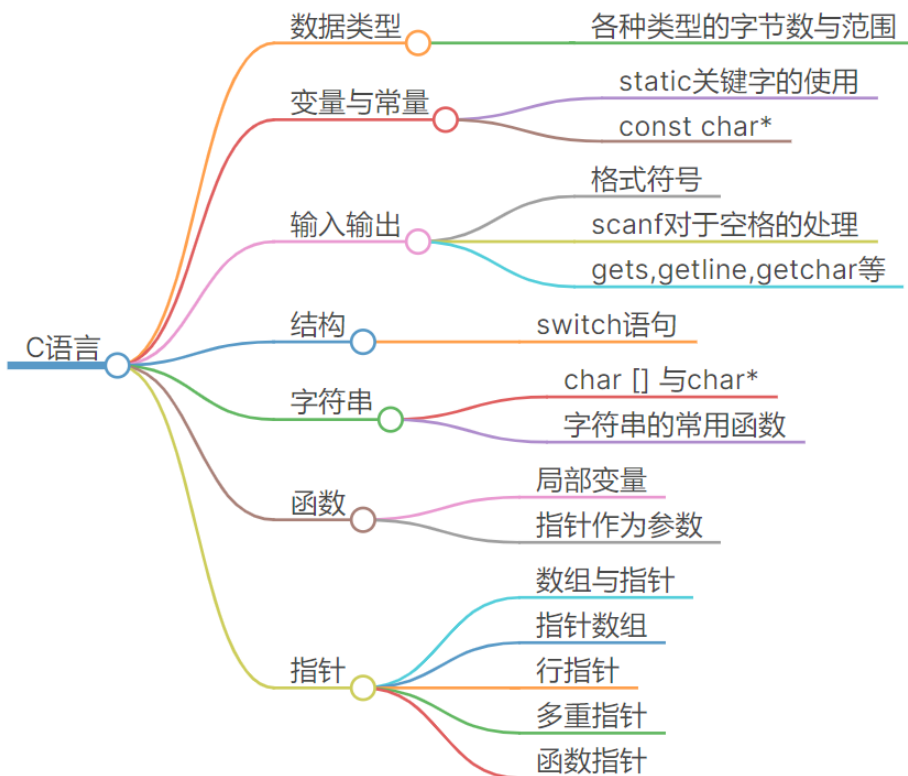 数据类型
各种类型的字节数与范围
变量与常量
static关键字的使用
const char*
输入输出
格式符号
scanf对于空格的处理
gets,getline,getchar等
C语言
结构
switch语句
字符串
char [] 与char*
字符串的常用函数
函数
局部变量
指针作为参数
指针
数组与指针
指针数组
行指针
多重指针
函数指针